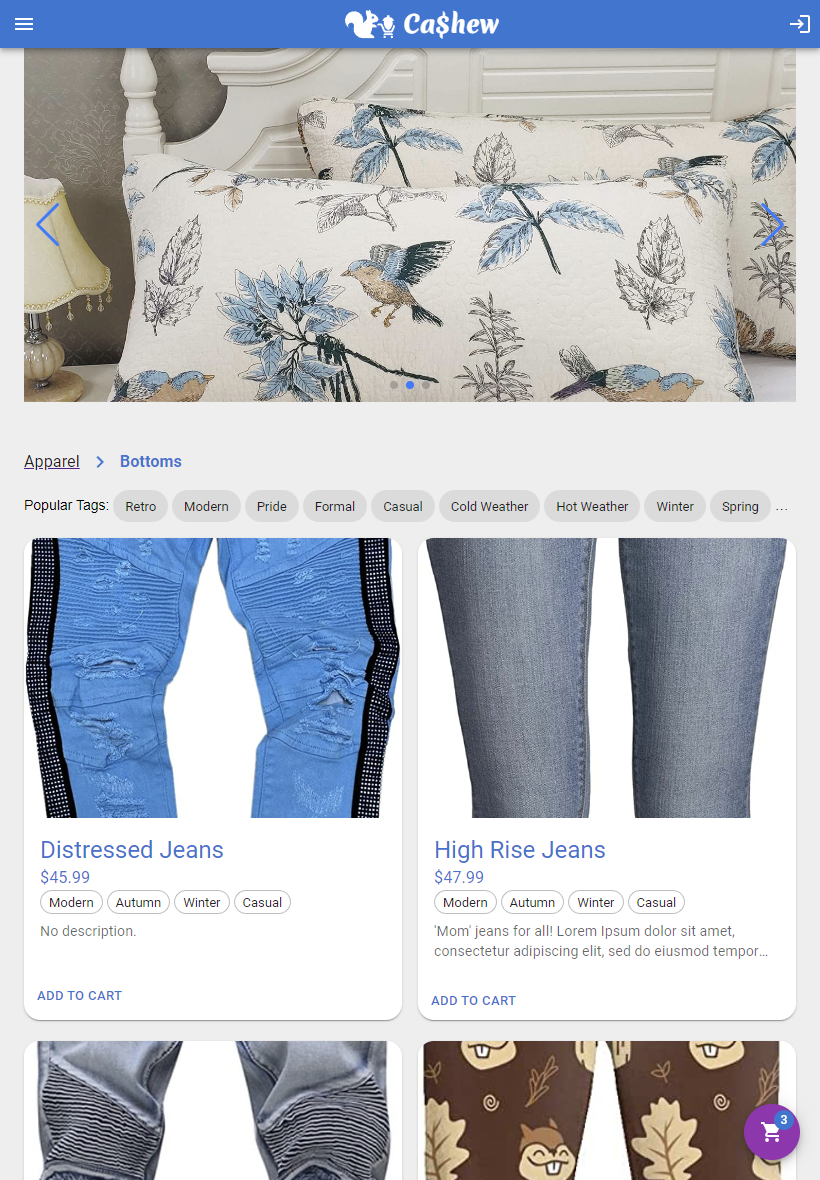 Ca$hew
Apparel > Bottoms
Popular Tags: Retro Modern Pride Formal Casual Cold Weather Hot Weather Winter Spring ...
Distressed Jeans
$45.99
Modern Autumn Winter Casual
No description.
ADD TO CART
High Rise Jeans
$47.99
Modern Autumn Winter Casual
'Mom' jeans for all! Lorem Ipsum dolor sit amet,
consectetur adipiscing elit, sed do eiusmod tempor...
ADD TO CART
3